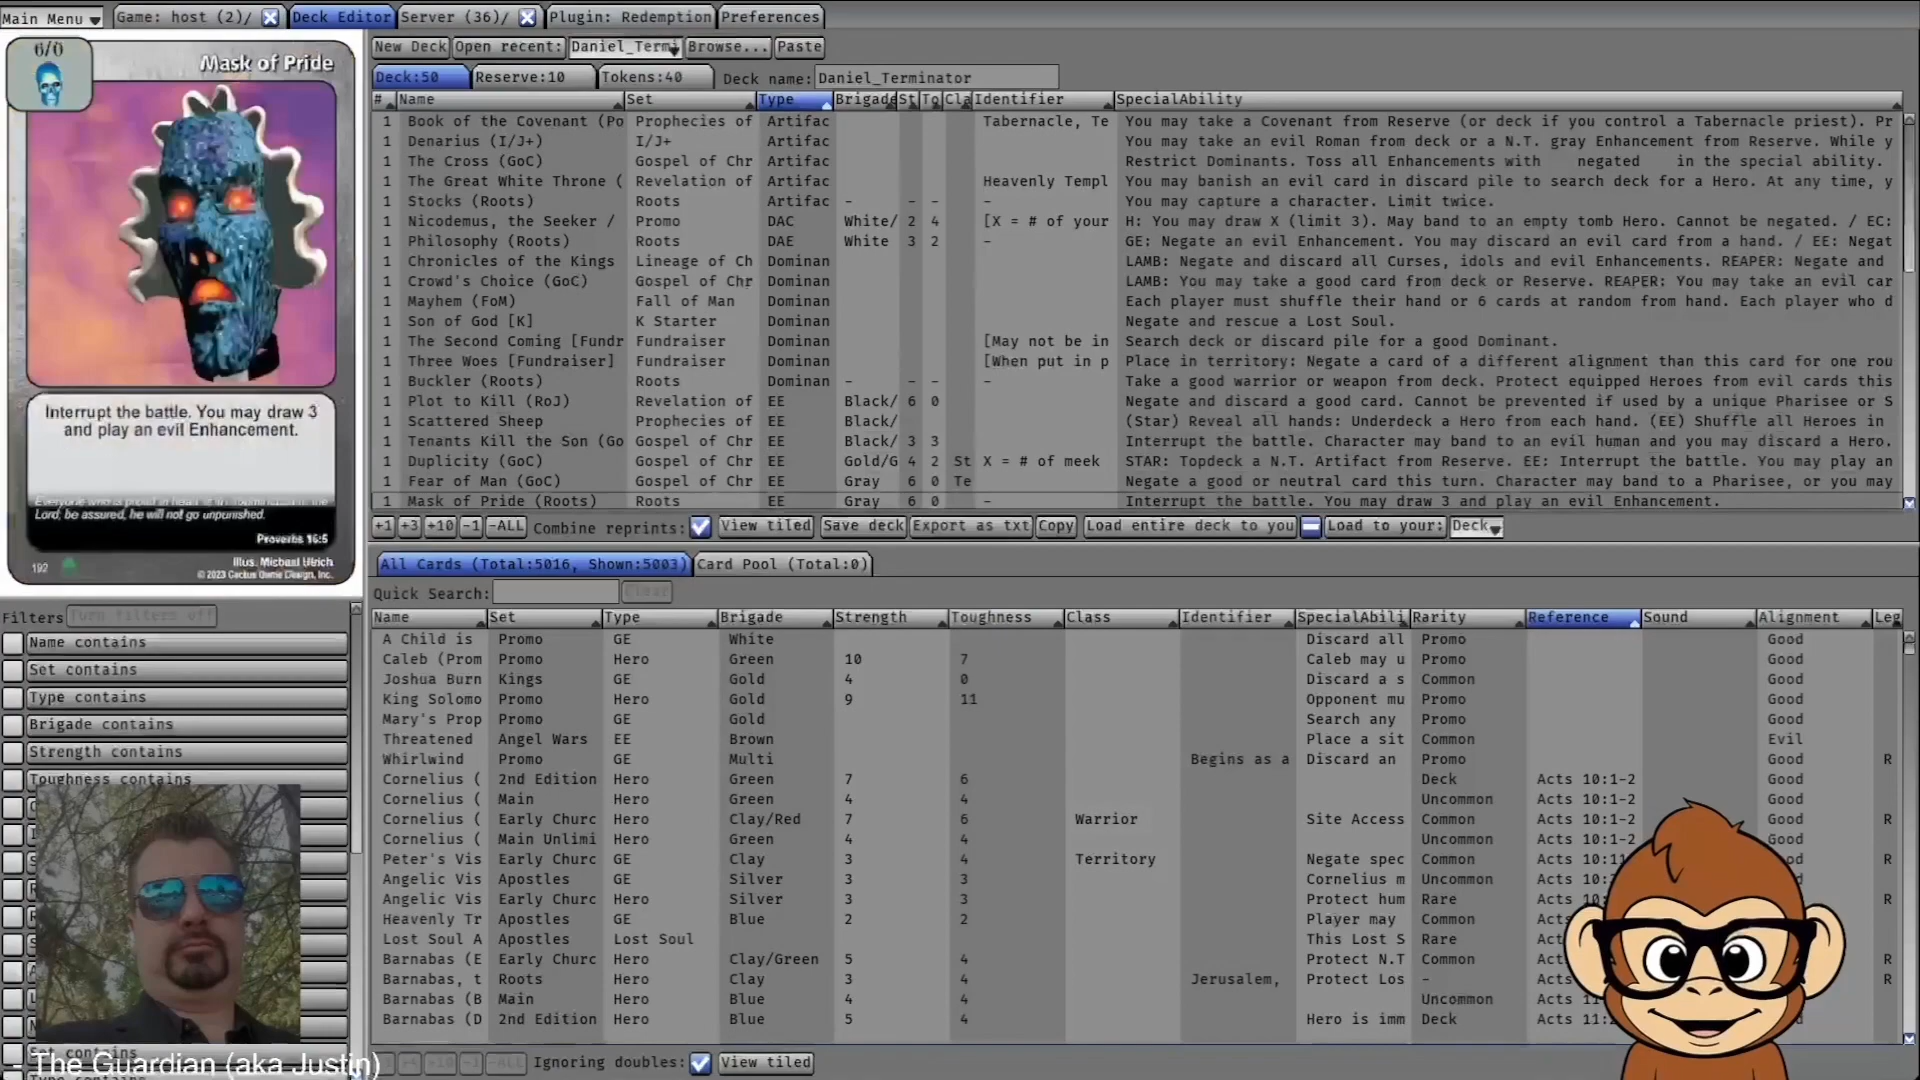 Main Menu Game: host (2)/ Deck Editor Server (36)/ Plugin: Redemption Preferences
6/0
Mask of Pride
Interrupt the battle. You may draw 3
and play an evil Enhancement.
Lord; be assured, he will not go unpunished.
Proverbs 16:5
192
Illus. Michael Ulrich
© 2023 Cactus Game Design, Inc.
New Deck Open recent: Daniel_Termi Browse... Paste
Deck:50 Reserve:10 Tokens:40 Deck name: Daniel_Terminator
# Name Set Type Brigade St To Cla Identifier SpecialAbility
1 Book of the Covenant (Po Prophecies of Artifac Tabernacle, Te You may take a Covenant from Reserve (or deck if you control a Tabernacle priest). Pr
1 Denarius (I/J+) I/J+ Artifac You may take an evil Roman from deck or a N.T. gray Enhancement from Reserve. While y
1 The Cross (GoC) Gospel of Chr Artifac Restrict Dominants. Toss all Enhancements with negated in the special ability.
1 The Great White Throne ( Revelation of Artifac Heavenly Templ You may banish an evil card in discard pile to search deck for a Hero. At any time, y
1 Stocks (Roots) Roots Artifac - - - - You may capture a character. Limit twice.
1 Nicodemus, the Seeker / Promo DAC White/ 2 4 [X = # of your H: You may draw X (limit 3). May band to an empty tomb Hero. Cannot be negated. / EC:
1 Philosophy (Roots) Roots DAE White 3 2 - GE: Negate an evil Enhancement. You may discard an evil card from a hand. / EE: Negat
1 Chronicles of the Kings Lineage of Ch Dominan LAMB: Negate and discard all Curses, idols and evil Enhancements. REAPER: Negate and
1 Crowd's Choice (GoC) Gospel of Chr Dominan LAMB: You may take a good card from deck or Reserve. REAPER: You may take an evil car
1 Mayhem (FoM) Fall of Man Dominan Each player must shuffle their hand or 6 cards at random from hand. Each player who d
1 Son of God [K] K Starter Dominan Negate and rescue a Lost Soul.
1 The Second Coming [Fundr Fundraiser Dominan [May not be in Search deck or discard pile for a good Dominant.
1 Three Woes [Fundraiser] Fundraiser Dominan [When put in p Place in territory: Negate a card of a different alignment than this card for one rou
1 Buckler (Roots) Roots Dominan - - - - Take a good warrior or weapon from deck. Protect equipped Heroes from evil cards this
1 Plot to Kill (RoJ) Revelation of EE Black/ 6 0 Negate and discard a good card. Cannot be prevented if used by a unique Pharisee or S
1 Scattered Sheep Prophecies of EE Black/ (Star) Reveal all hands: Underdeck a Hero from each hand. (EE) Shuffle all Heroes in
1 Tenants Kill the Son (Go Gospel of Chr EE Black/ 3 3 Interrupt the battle. Character may band to an evil human and you may discard a Hero.
1 Duplicity (GoC) Gospel of Chr EE Gold/G 4 2 St X = # of meek STAR: Topdeck a N.T. Artifact from Reserve. EE: Interrupt the battle. You may play an
1 Fear of Man (GoC) Gospel of Chr EE Gray 6 0 Te Negate a good or neutral card this turn. Character may band to a Pharisee, or you may
1 Mask of Pride (Roots) Roots EE Gray 6 0 - Interrupt the battle. You may draw 3 and play an evil Enhancement.
+1 +3 +10 -1 -ALL Combine reprints: View tiled Save deck Export as txt Copy Load entire deck to you Load to your: Deck
All Cards (Total:5016, Shown:5003) Card Pool (Total:0)
Quick Search: Clear
Name Set Type Brigade Strength Toughness Class Identifier SpecialAbili Rarity Reference Sound Alignment Leg
A Child is Promo GE White Discard all Promo Good
Caleb (Prom Promo Hero Green 10 7 Caleb may u Promo Good
Joshua Burn Kings GE Gold 4 0 Discard a s Common Good
King Solomo Promo Hero Gold 9 11 Opponent mu Promo Good
Mary's Prop Promo GE Gold Search any Promo Good
Threatened Angel Wars EE Brown Place a sit Common Evil
Whirlwind Promo GE Multi Begins as a Discard an Promo Good R
Cornelius ( 2nd Edition Hero Green 7 6 Deck Acts 10:1-2 Good
Cornelius ( Main Hero Green 4 4 Uncommon Acts 10:1-2 Good
Cornelius ( Early Churc Hero Clay/Red 7 6 Warrior Site Access Common Acts 10:1-2 Good R
Cornelius ( Main Unlimi Hero Green 4 4 Uncommon Acts 10:1-2 Good
Peter's Vis Early Churc GE Clay 3 4 Territory Negate spec Common Acts 10:11 R
Angelic Vis Apostles GE Silver 3 3 Cornelius m Uncommon Acts 10:
Angelic Vis Early Churc GE Silver 3 3 Protect hum Rare Acts R
Heavenly Tr Apostles GE Blue 2 2 Player may Common Act
Lost Soul A Apostles Lost Soul This Lost S Rare Act
Barnabas (E Early Churc Hero Clay/Green 5 4 Protect N.T Common Act R
Barnabas, t Roots Hero Clay 3 4 Jerusalem, Protect Los - Acts R
Barnabas (B Main Hero Blue 4 4 Uncommon Acts 11
Barnabas (D 2nd Edition Hero Blue 5 4 Hero is imm Deck Acts 11:2
+10 -1 -ALL Ignoring doubles: View tiled
Filters Turn filters off
Name contains
Set contains
Type contains
Brigade contains
Strength contains
Toughness contains
Set contains
- The Guardian (aka Justin)